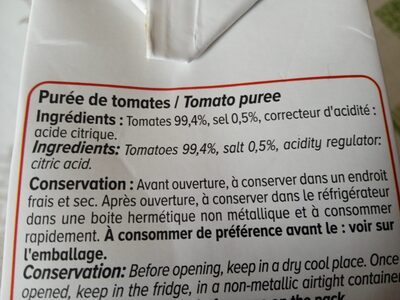 Purée de tomates / Tomato puree
Ingrédients : Tomates 99,4%, sel 0,5%, correcteur d'acidité :
acide citrique.
Ingredients: Tomatoes 99,4%, salt 0,5%, acidity regulator:
citric acid.
Conservation : Avant ouverture, à conserver dans un endroit
frais et sec. Après ouverture, à conserver dans le réfrigérateur
dans une boite hermétique non métallique et à consommer
rapidement. À consommer de préférence avant le : voir sur
l'emballage.
Conservation: Before opening, keep in a dry cool place. Once
opened, keep in the fridge, in a non-metallic airtight container
on the pack